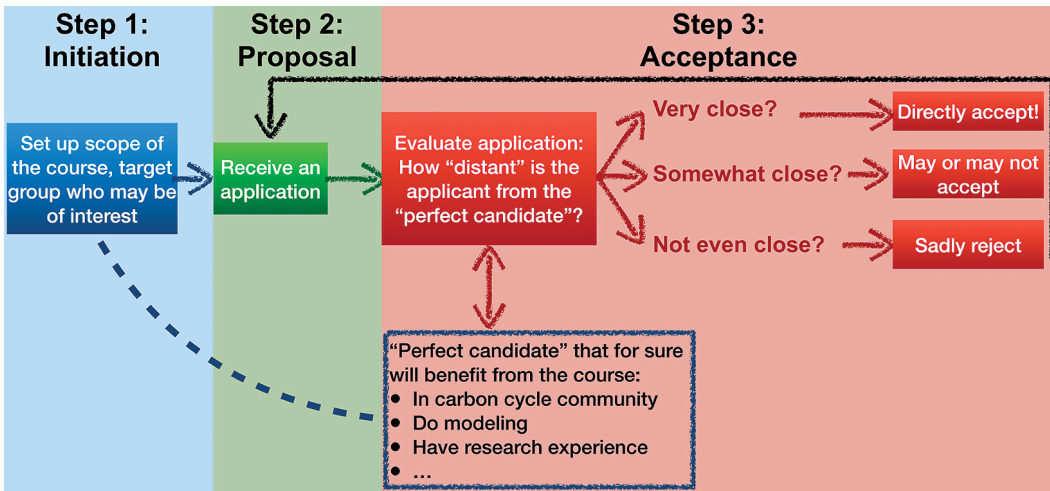 Step 1:
Initiation
Step 2:
Proposal
Step 3:
Acceptance
Set up scope of
the course, target
group who may be
of interest
Receive an
application
Evaluate application:
How “distant” is the
applicant from the
“perfect candidate”?
Very close?
Directly accept!
Somewhat close?
May or may not
accept
Not even close?
Sadly reject
“Perfect candidate” that for sure
will benefit from the course:
● In carbon cycle community
● Do modeling
● Have research experience
● ...